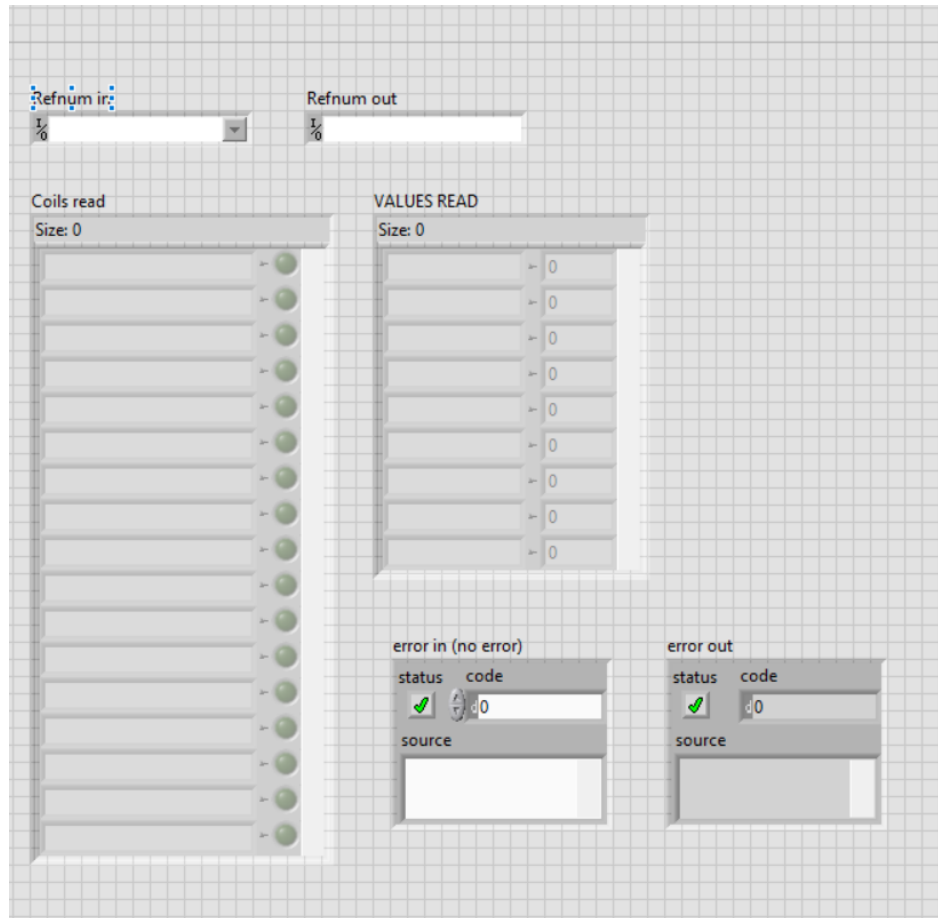 Refnum in Refnum out
I/O I/O
Coils read VALUES READ
Size: 0 Size: 0
0
0
0
0
0
0
0
0
0
error in (no error) error out
status code status code
d 0 d 0
source source